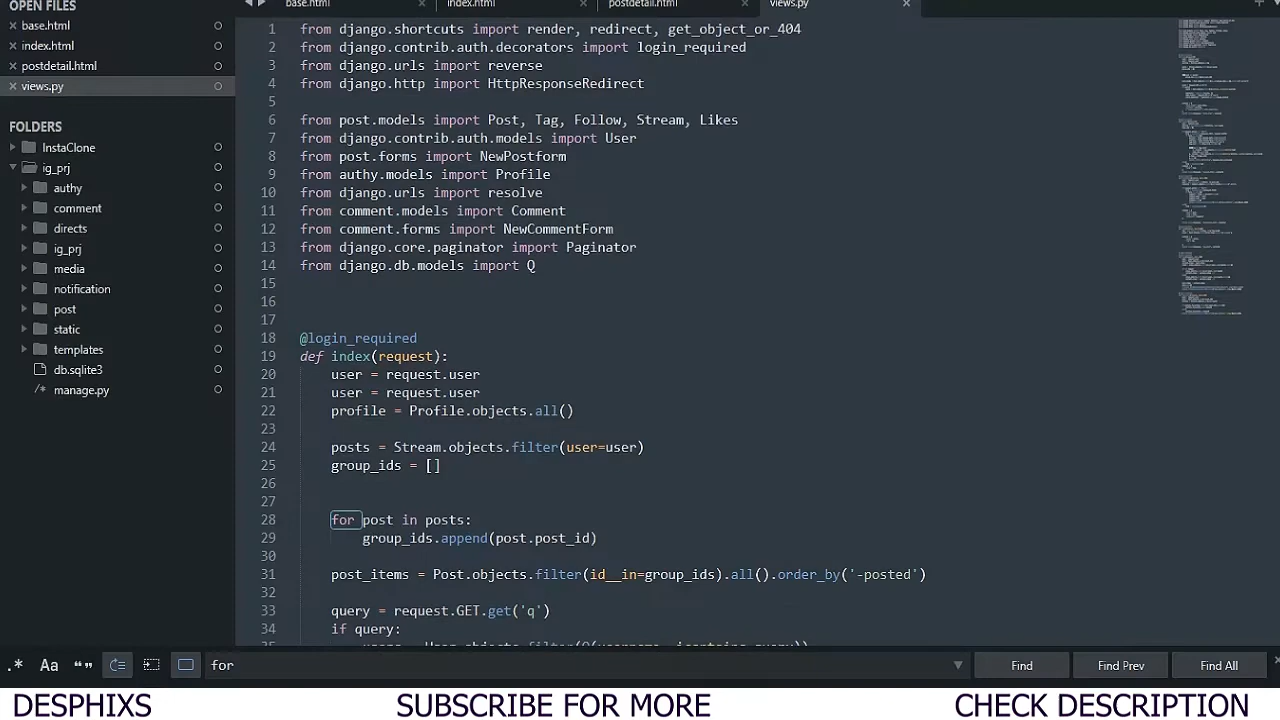 OPEN FILES
base.html
index.html
postdetail.html
views.py
FOLDERS
InstaClone
ig_prj
authy
comment
directs
ig_prj
media
notification
post
static
templates
db.sqlite3
/* manage.py
base.html
index.html
postdetail.html
views.py
1 from django.shortcuts import render, redirect, get_object_or_404
2 from django.contrib.auth.decorators import login_required
3 from django.urls import reverse
4 from django.http import HttpResponseRedirect
5
6 from post.models import Post, Tag, Follow, Stream, Likes
7 from django.contrib.auth.models import User
8 from post.forms import NewPostform
9 from authy.models import Profile
10 from django.urls import resolve
11 from comment.models import Comment
12 from comment.forms import NewCommentForm
13 from django.core.paginator import Paginator
14 from django.db.models import Q
15
16
17
18 @login_required
19 def index(request):
20 user = request.user
21 user = request.user
22 profile = Profile.objects.all()
23
24 posts = Stream.objects.filter(user=user)
25 group_ids = []
26
27
28 for post in posts:
29 group_ids.append(post.post_id)
30
31 post_items = Post.objects.filter(id__in=group_ids).all().order_by('-posted')
32
33 query = request.GET.get('q')
34 if query:
.* Aa “” for Find Find Prev Find All
DESPHIXS SUBSCRIBE FOR MORE CHECK DESCRIPTION